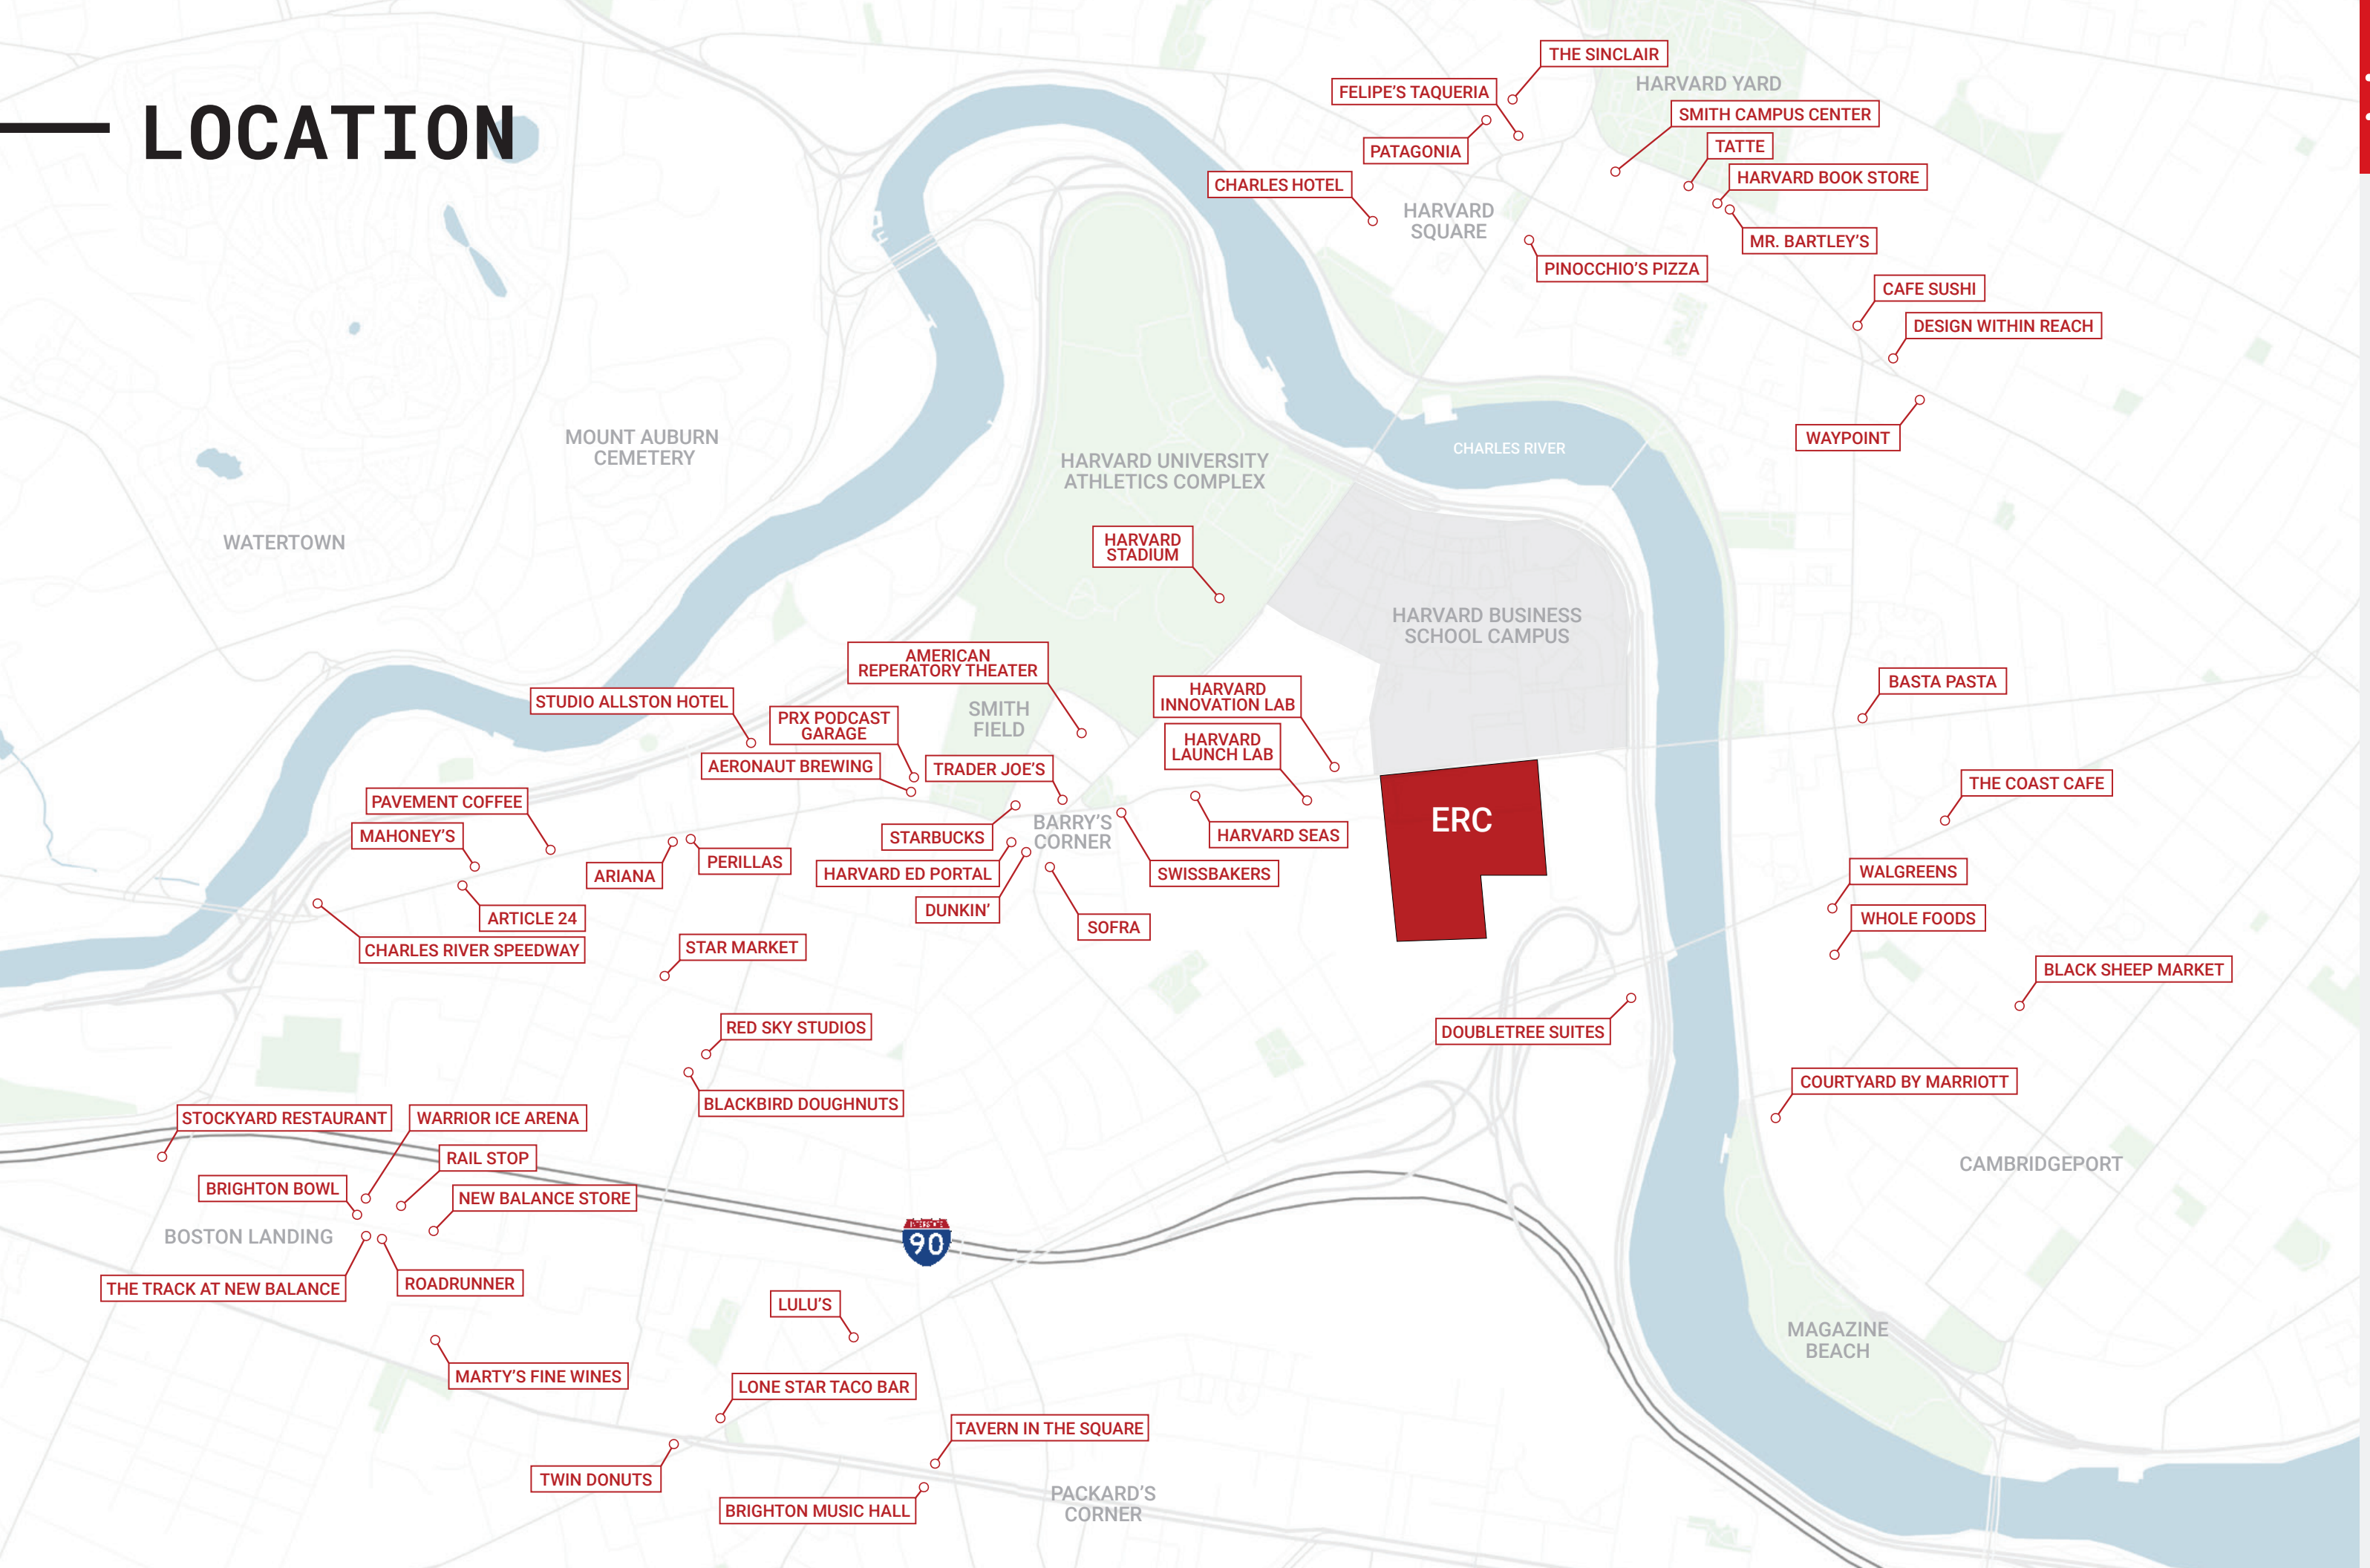 LOCATION
THE SINCLAIR
HARVARD YARD
FELIPE’S TAQUERIA
SMITH CAMPUS CENTER
PATAGONIA
TATTE
HARVARD BOOK STORE
CHARLES HOTEL
HARVARD
SQUARE
MR. BARTLEY’S
PINOCCHIO’S PIZZA
CAFE SUSHI
DESIGN WITHIN REACH
WAYPOINT
MOUNT AUBURN
CEMETERY
CHARLES RIVER
HARVARD UNIVERSITY
ATHLETICS COMPLEX
WATERTOWN
HARVARD
STADIUM
HARVARD BUSINESS
SCHOOL CAMPUS
AMERICAN
REPERATORY THEATER
STUDIO ALLSTON HOTEL
PRX PODCAST
GARAGE
SMITH
FIELD
HARVARD
INNOVATION LAB
BASTA PASTA
HARVARD
LAUNCH LAB
AERONAUT BREWING
TRADER JOE’S
THE COAST CAFE
PAVEMENT COFFEE
MAHONEY’S
STARBUCKS
BARRY’S
CORNER
HARVARD SEAS
ERC
ARIANA
PERILLAS
HARVARD ED PORTAL
SWISSBAKERS
WALGREENS
DUNKIN’
ARTICLE 24
SOFRA
WHOLE FOODS
CHARLES RIVER SPEEDWAY
STAR MARKET
BLACK SHEEP MARKET
RED SKY STUDIOS
DOUBLETREE SUITES
BLACKBIRD DOUGHNUTS
COURTYARD BY MARRIOTT
STOCKYARD RESTAURANT
WARRIOR ICE ARENA
RAIL STOP
CAMBRIDGEPORT
BRIGHTON BOWL
NEW BALANCE STORE
BOSTON LANDING
90
THE TRACK AT NEW BALANCE
ROADRUNNER
LULU’S
MAGAZINE
BEACH
MARTY’S FINE WINES
LONE STAR TACO BAR
TAVERN IN THE SQUARE
TWIN DONUTS
BRIGHTON MUSIC HALL
PACKARD’S
CORNER